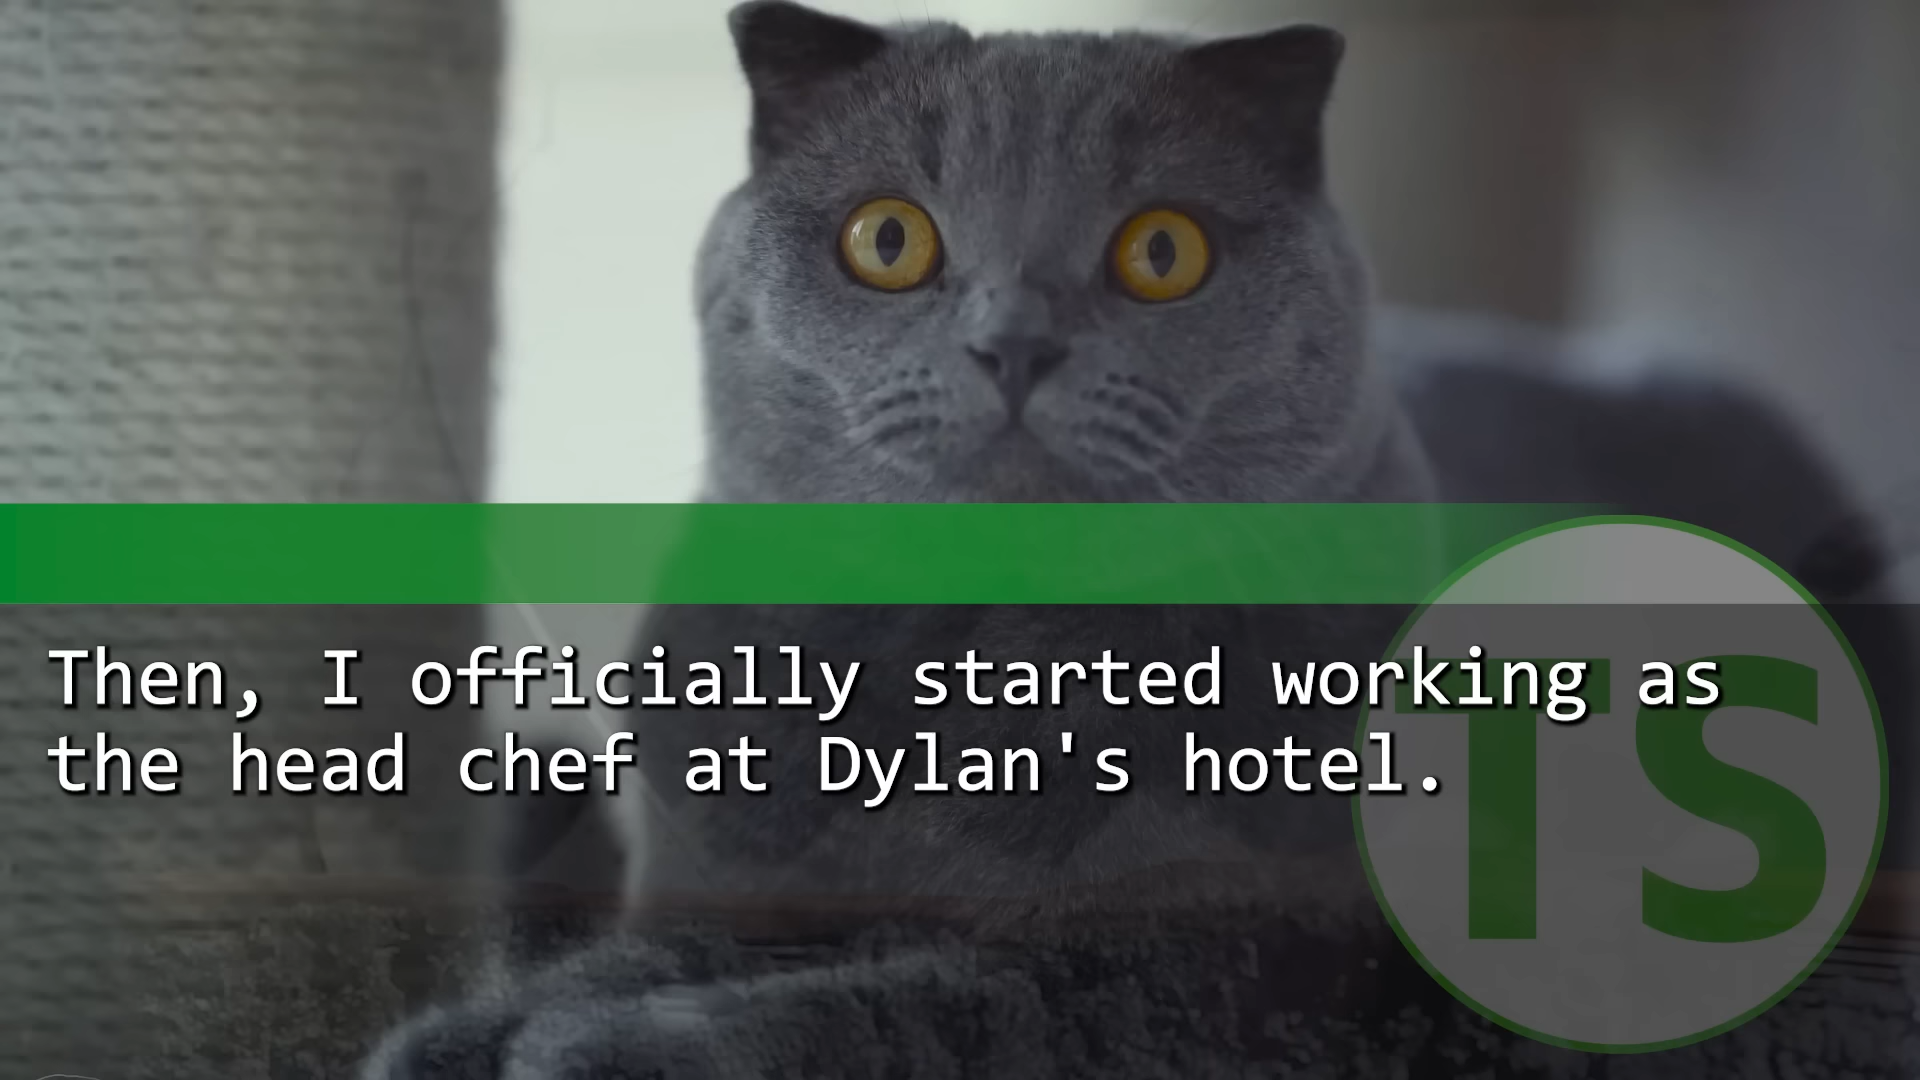 Then, I officially started working as
the head chef at Dylan's hotel.
TS